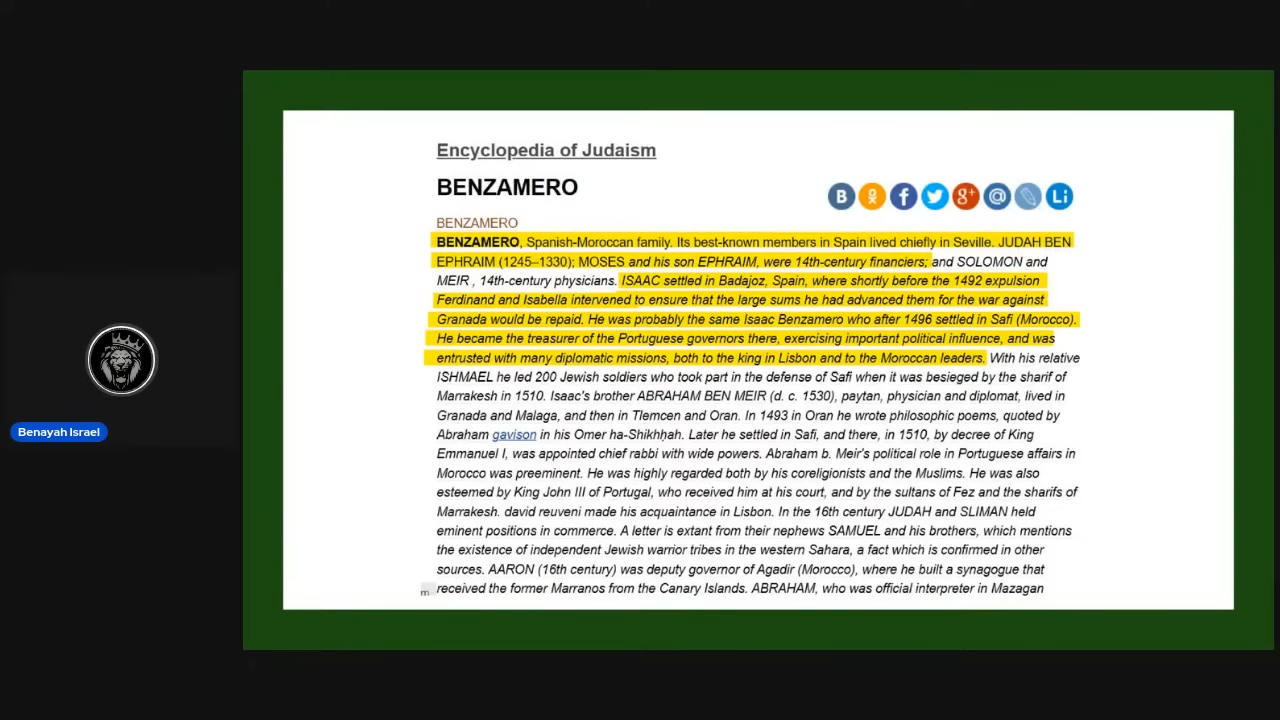 Encyclopedia of Judaism
BENZAMERO
BENZAMERO
BENZAMERO, Spanish-Moroccan family. Its best-known members in Spain lived chiefly in Seville. JUDAH BEN
EPHRAIM (1245–1330); MOSES and his son EPHRAIM, were 14th-century financiers; and SOLOMON and
MEIR , 14th-century physicians. ISAAC settled in Badajoz, Spain, where shortly before the 1492 expulsion
Ferdinand and Isabella intervened to ensure that the large sums he had advanced them for the war against
Granada would be repaid. He was probably the same Isaac Benzamero who after 1496 settled in Safi (Morocco).
He became the treasurer of the Portuguese governors there, exercising important political influence, and was
entrusted with many diplomatic missions, both to the king in Lisbon and to the Moroccan leaders. With his relative
ISHMAEL he led 200 Jewish soldiers who took part in the defense of Safi when it was besieged by the sharif of
Marrakesh in 1510. Isaac's brother ABRAHAM BEN MEIR (d. c. 1530), paytan, physician and diplomat, lived in
Granada and Malaga, and then in Tlemcen and Oran. In 1493 in Oran he wrote philosophic poems, quoted by
Abraham gavison in his Omer ha-Shikhḥah. Later he settled in Safi, and there, in 1510, by decree of King
Emmanuel I, was appointed chief rabbi with wide powers. Abraham b. Meir's political role in Portuguese affairs in
Morocco was preeminent. He was highly regarded both by his coreligionists and the Muslims. He was also
esteemed by King John III of Portugal, who received him at his court, and by the sultans of Fez and the sharifs of
Marrakesh. david reuveni made his acquaintance in Lisbon. In the 16th century JUDAH and SLIMAN held
eminent positions in commerce. A letter is extant from their nephews SAMUEL and his brothers, which mentions
the existence of independent Jewish warrior tribes in the western Sahara, a fact which is confirmed in other
sources. AARON (16th century) was deputy governor of Agadir (Morocco), where he built a synagogue that
m received the former Marranos from the Canary Islands. ABRAHAM, who was official interpreter in Mazagan
Benayah Israel